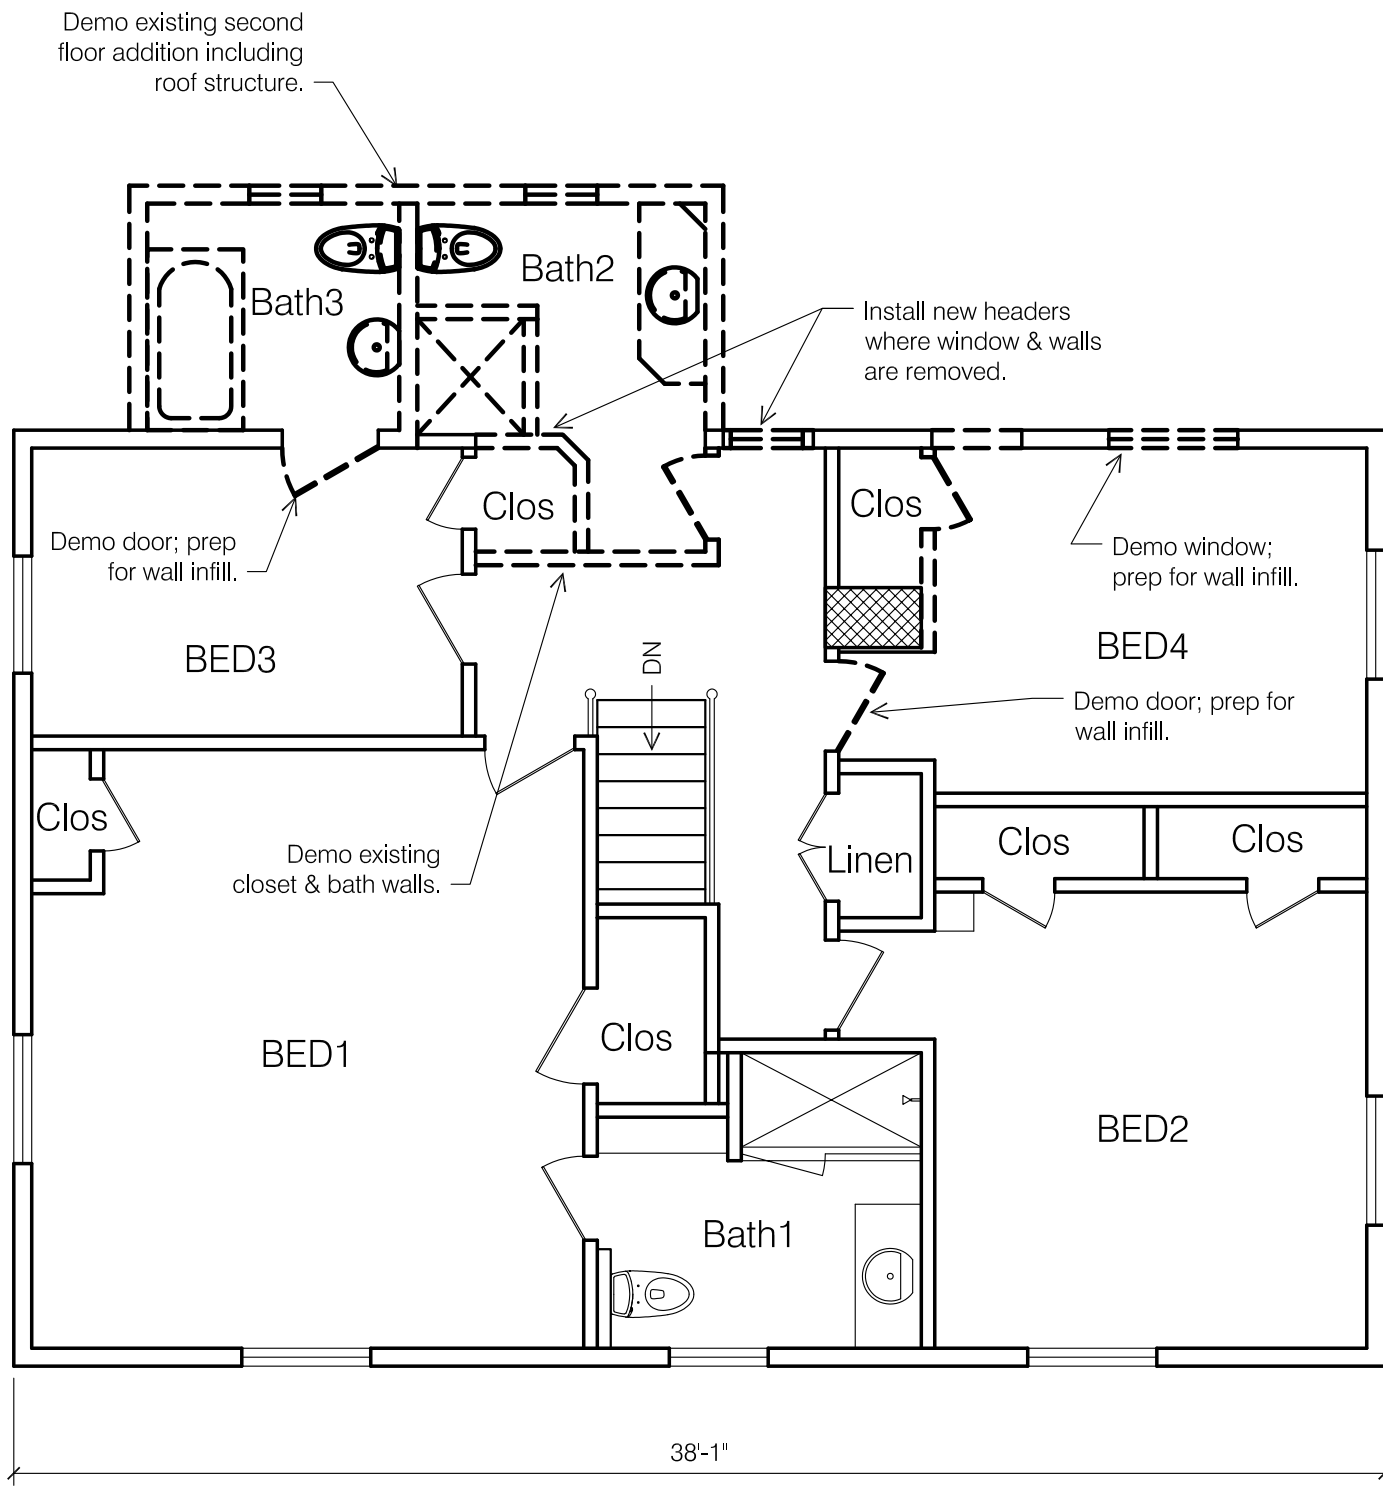 Demo existing second
floor addition including
roof structure.
Bath2
Bath3
Install new headers
where window & walls
are removed.
Clos
Clos
Demo door; prep
for wall infill.
Demo window;
prep for wall infill.
BED3
DN
BED4
Demo door; prep for
wall infill.
Clos
Demo existing
closet & bath walls.
Linen
Clos
Clos
BED1
Clos
BED2
Bath1
38'-1"